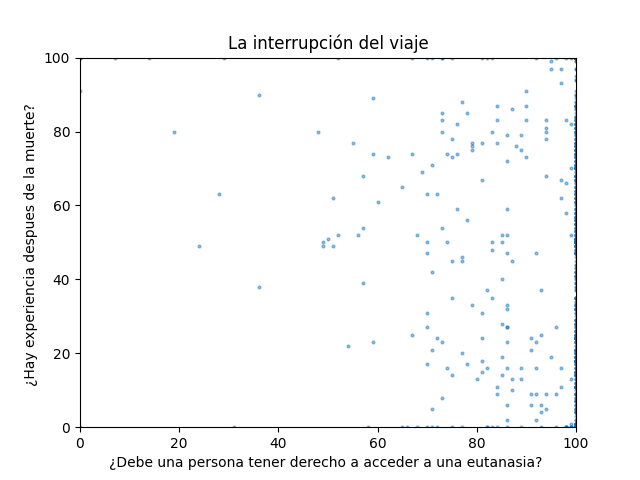 La interrupción del viaje
100
80
60
40
20
0
¿Hay experiencia despues de la muerte?
0 20 40 60 80 100
¿Debe una persona tener derecho a acceder a una eutanasia?